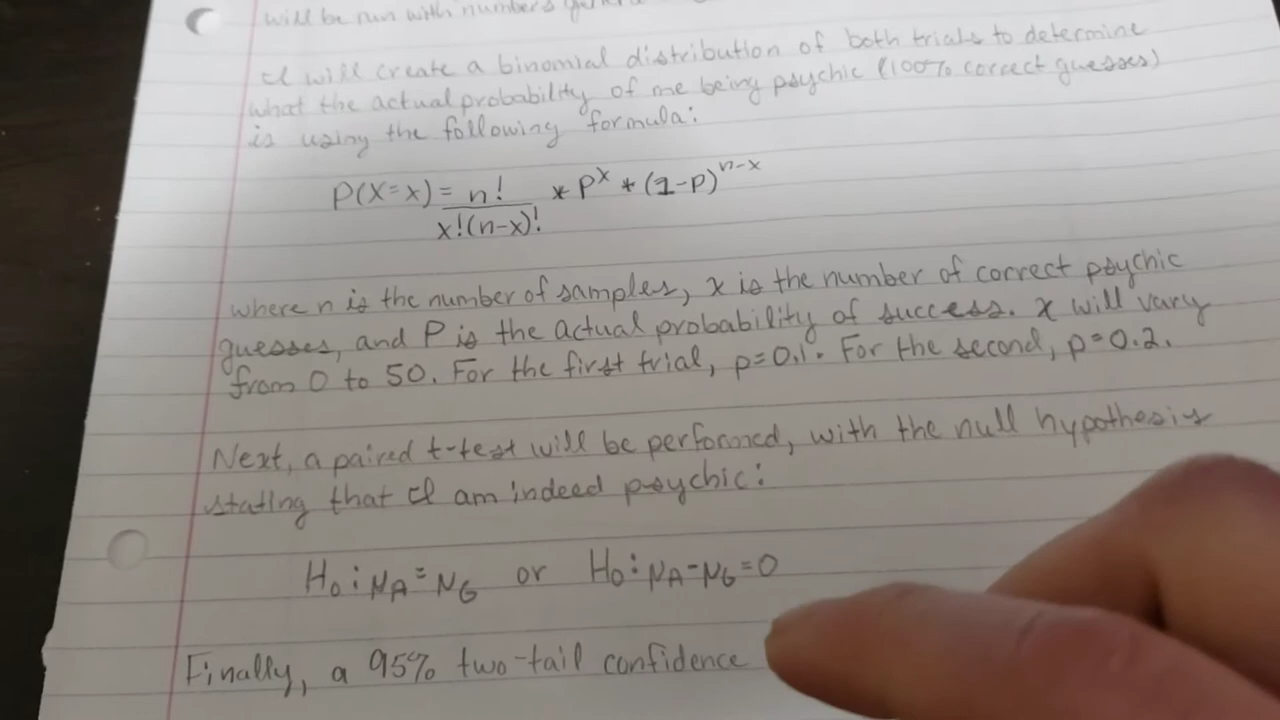 will be run with numbers
I will create a binomial distribution of both trials to determine
what the actual probability of me being psychic (100% correct guesses)
is using the following formula:
P(X=x) = n! / x!(n-x)! * P^x * (1-P)^n-x
where n is the number of samples, x is the number of correct psychic
guesses, and P is the actual probability of success. x will vary
from 0 to 50. For the first trial, p=0.1. For the second, p=0.2.
Next, a paired t-test will be performed, with the null hypothesis
stating that I am indeed psychic:
H₀: μA = μG or H₀: μA-μG=0
Finally, a 95% two-tail confidence